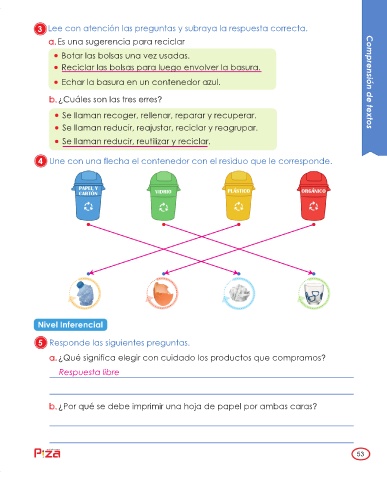 3 Lee con atención las preguntas y subraya la respuesta correcta.
a. Es una sugerencia para reciclar
• Botar las bolsas una vez usadas.
• Reciclar las bolsas para luego envolver la basura.
• Echar la basura en un contenedor azul.
b. ¿Cuáles son las tres erres?
• Se llaman recoger, rellenar, reparar y recuperar.
• Se llaman reducir, reajustar, reciclar y reagrupar.
• Se llaman reducir, reutilizar y reciclar.
Comprensión de textos
4 Une con una flecha el contenedor con el residuo que le corresponde.
PAPEL Y
CARTÓN
VIDRIO
PLÁSTICO
ORGÁNICO
Nivel Inferencial
5 Responde las siguientes preguntas.
a. ¿Qué significa elegir con cuidado los productos que compramos?
Respuesta libre
b. ¿Por qué se debe imprimir una hoja de papel por ambas caras?
53